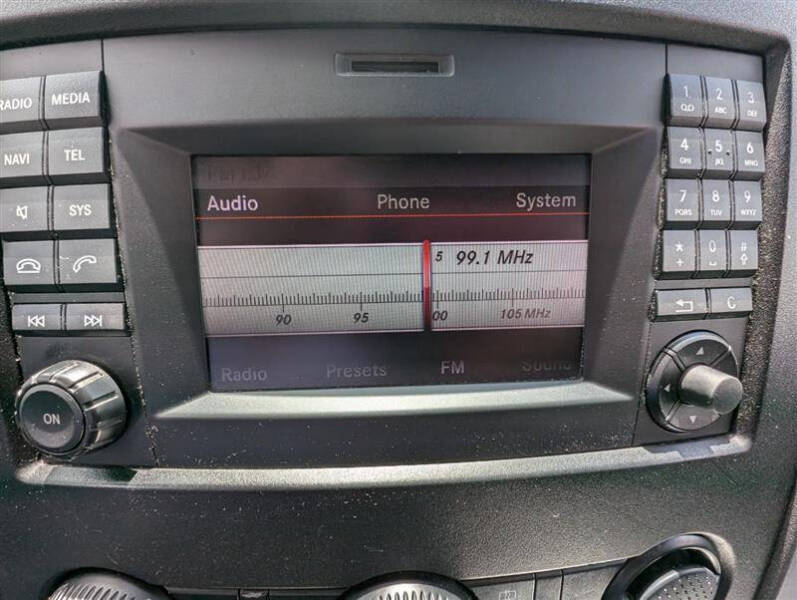 RADIO MEDIA
NAVI TEL
SYS
ON
Audio Phone System
5 99.1 MHz
90 95 00 105 MHz
Radio Presets FM Sound
1 2 ABC 3 DEF
4 GHI 5 JKL 6 MNO
7 PQRS 8 TUV 9 WXYZ
* + 0 #
C